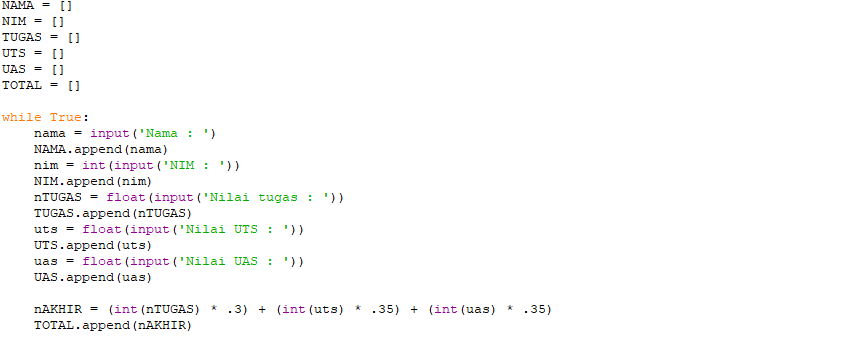 NAMA = []
NIM = []
TUGAS = []
UTS = []
UAS = []
TOTAL = []
while True:
    nama = input('Nama : ')
    NAMA.append(nama)
    nim = int(input('NIM : '))
    NIM.append(nim)
    nTUGAS = float(input('Nilai tugas : '))
    TUGAS.append(nTUGAS)
    uts = float(input('Nilai UTS : '))
    UTS.append(uts)
    uas = float(input('Nilai UAS : '))
    UAS.append(uas)
    nAKHIR = (int(nTUGAS) * .3) + (int(uts) * .35) + (int(uas) * .35)
    TOTAL.append(nAKHIR)